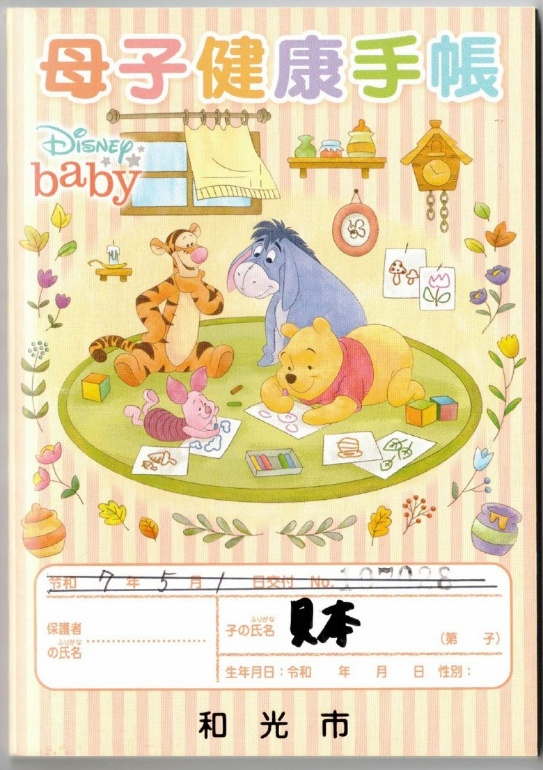 母子健康手帳
Disney
baby
令和 7 年 5 月 1 日交付 No. 107028
保護者
ふりがな
の氏名
ふりがな
子の氏名 見本 (第 子)
生年月日：令和 年 月 日 性別：
和光市